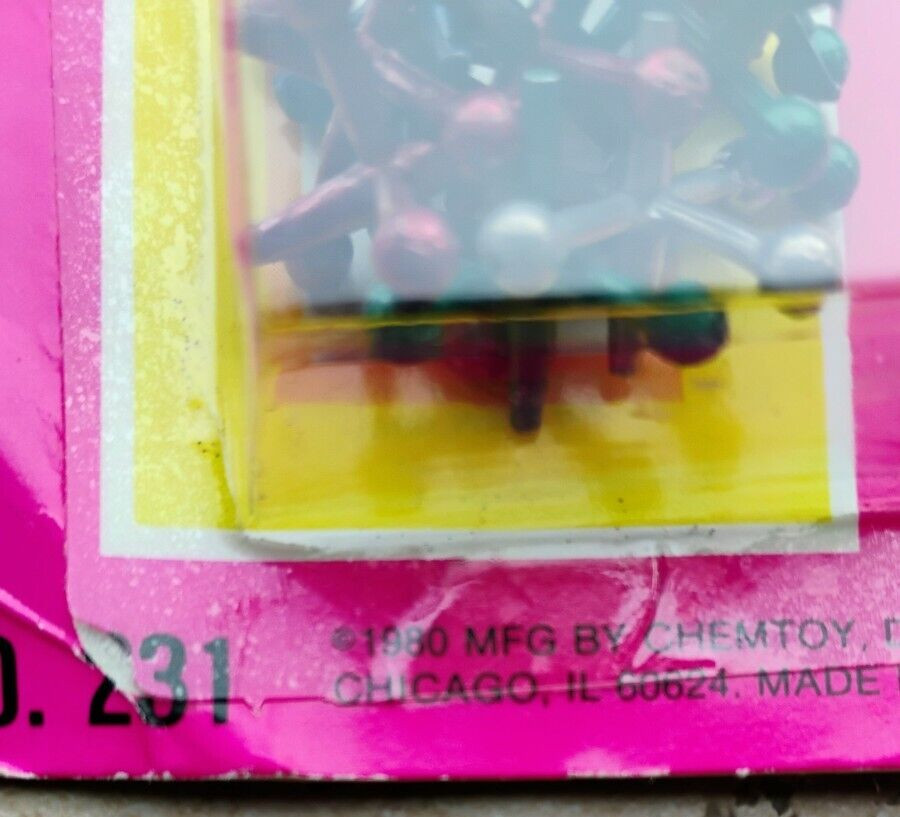 ©1980 MFG BY CHEMTOY,
CHICAGO, IL 60624. MADE
. 231